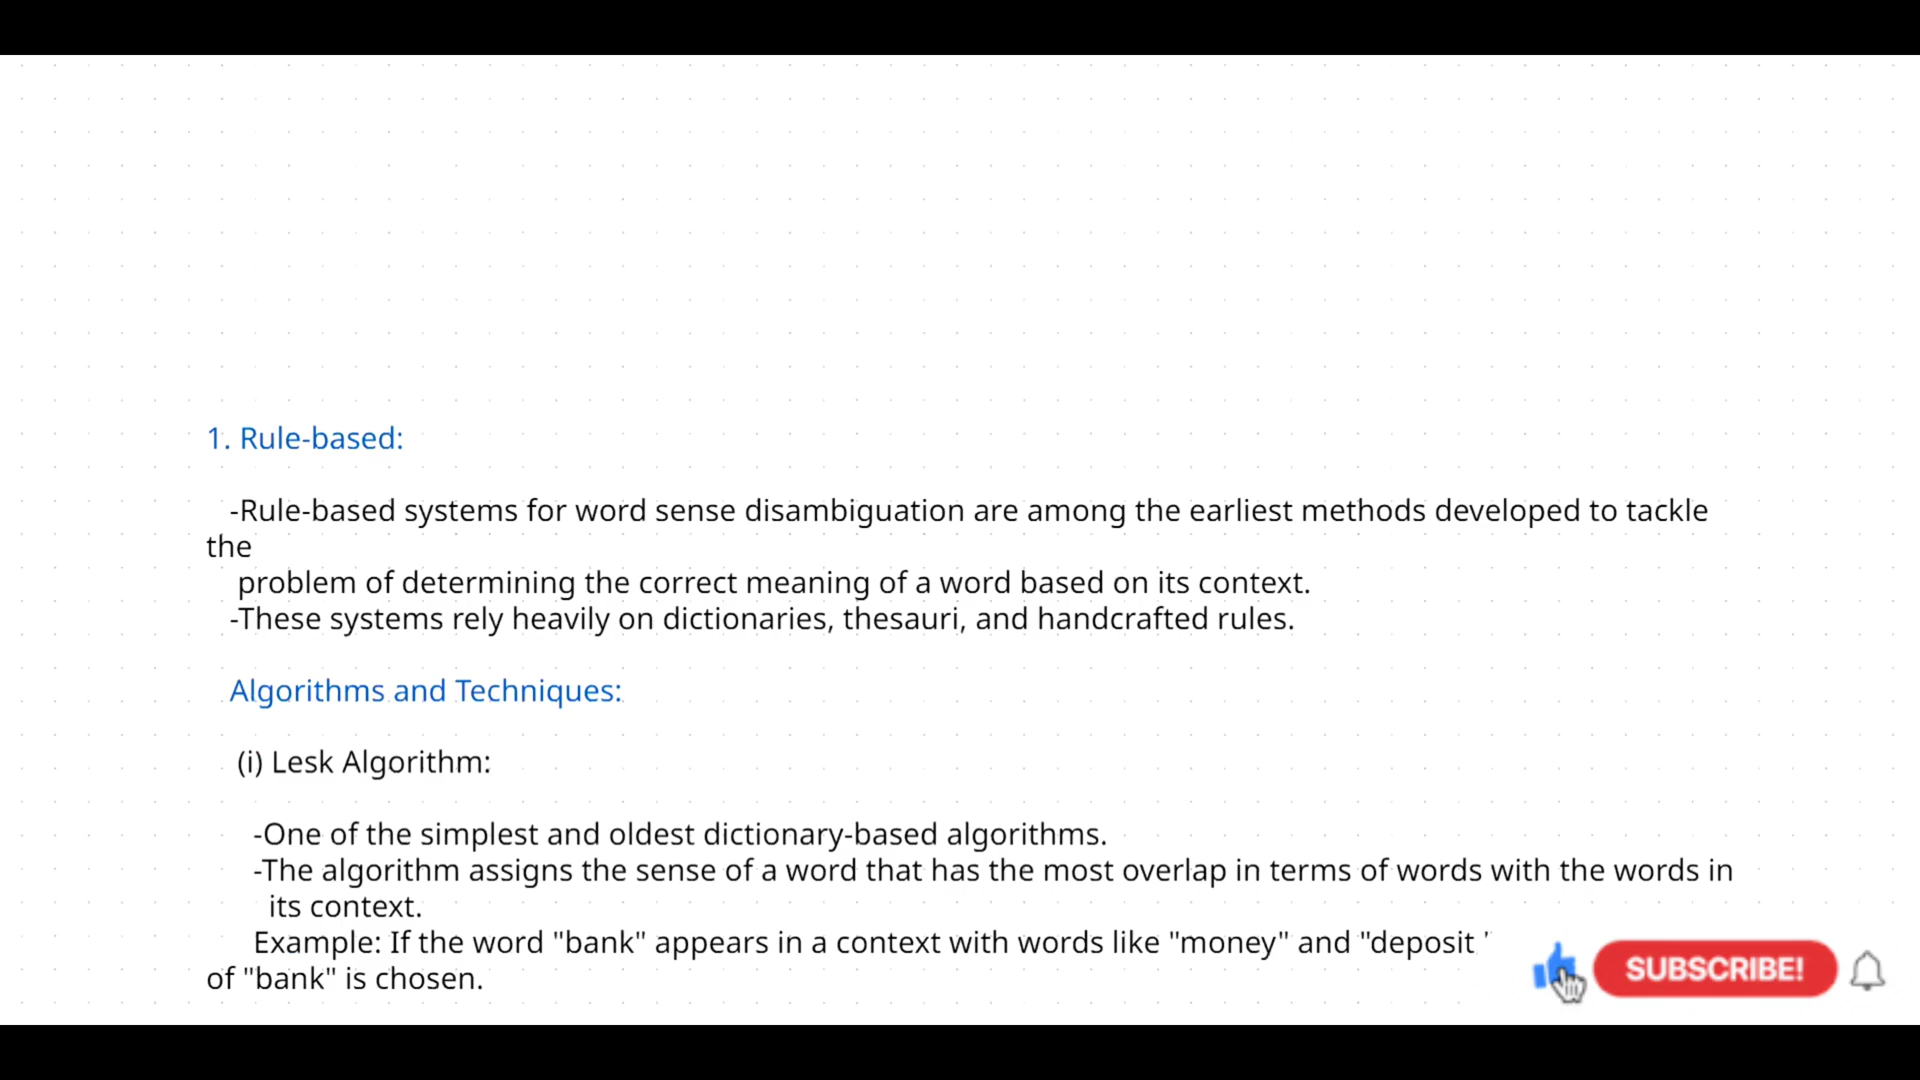 1. Rule-based:
-Rule-based systems for word sense disambiguation are among the earliest methods developed to tackle
the
problem of determining the correct meaning of a word based on its context.
-These systems rely heavily on dictionaries, thesauri, and handcrafted rules.
Algorithms and Techniques:
(i) Lesk Algorithm:
-One of the simplest and oldest dictionary-based algorithms.
-The algorithm assigns the sense of a word that has the most overlap in terms of words with the words in
its context.
Example: If the word "bank" appears in a context with words like "money" and "deposit
of "bank" is chosen.
SUBSCRIBE!